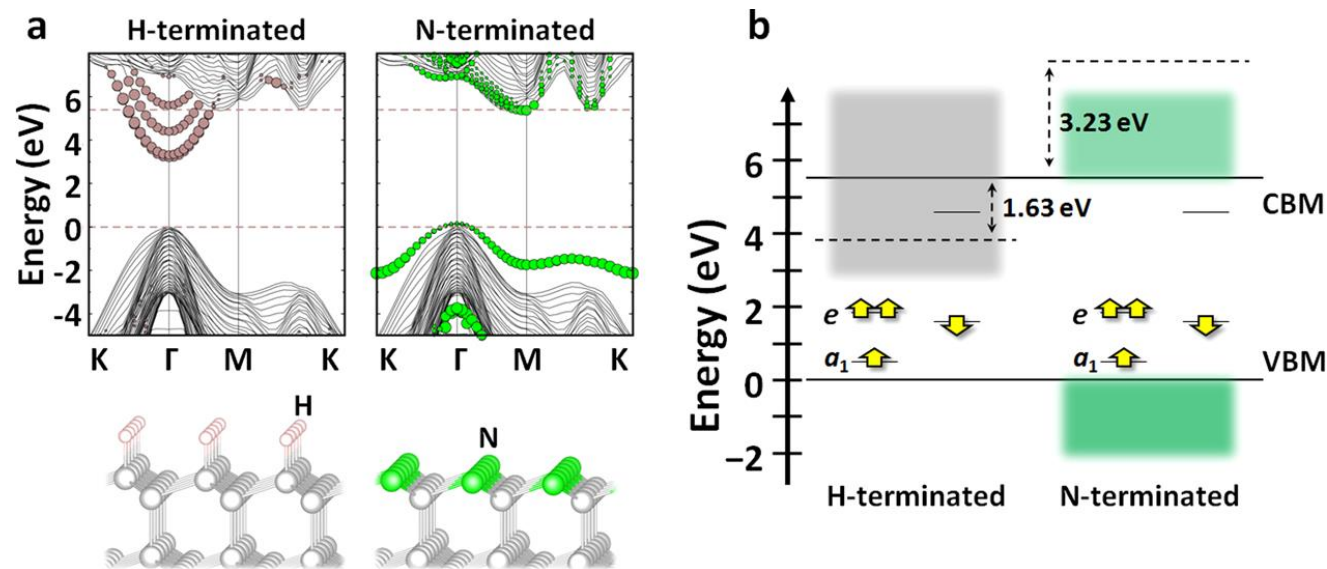 a
H-terminated
N-terminated
Energy (eV)
6
4
2
0
-2
-4
K Γ M K
K Γ M K
H
N
b
Energy (eV)
6
4
2
0
−2
3.23 eV
1.63 eV
CBM
e
e
a1
a1
VBM
H-terminated
N-terminated